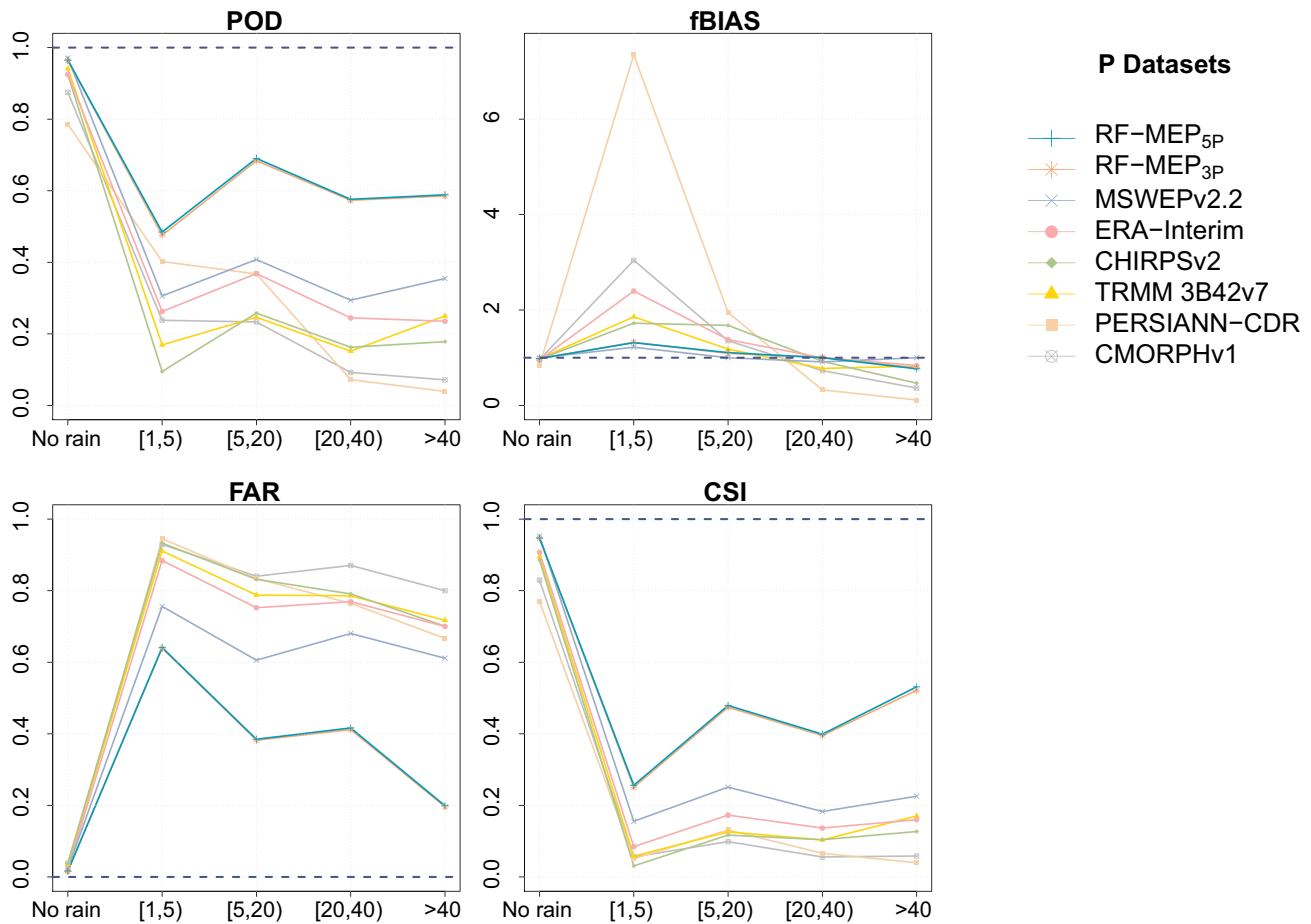 POD
0.0 0.2 0.4 0.6 0.8 1.0
No rain [1,5) [5,20) [20,40) >40
fBIAS
0 2 4 6
No rain [1,5) [5,20) [20,40) >40
P Datasets
RF−MEP5P
RF−MEP3P
MSWEPv2.2
ERA−Interim
CHIRPSv2
TRMM 3B42v7
PERSIANN−CDR
CMORPHv1
FAR
0.0 0.2 0.4 0.6 0.8 1.0
No rain [1,5) [5,20) [20,40) >40
CSI
0.0 0.2 0.4 0.6 0.8 1.0
No rain [1,5) [5,20) [20,40) >40